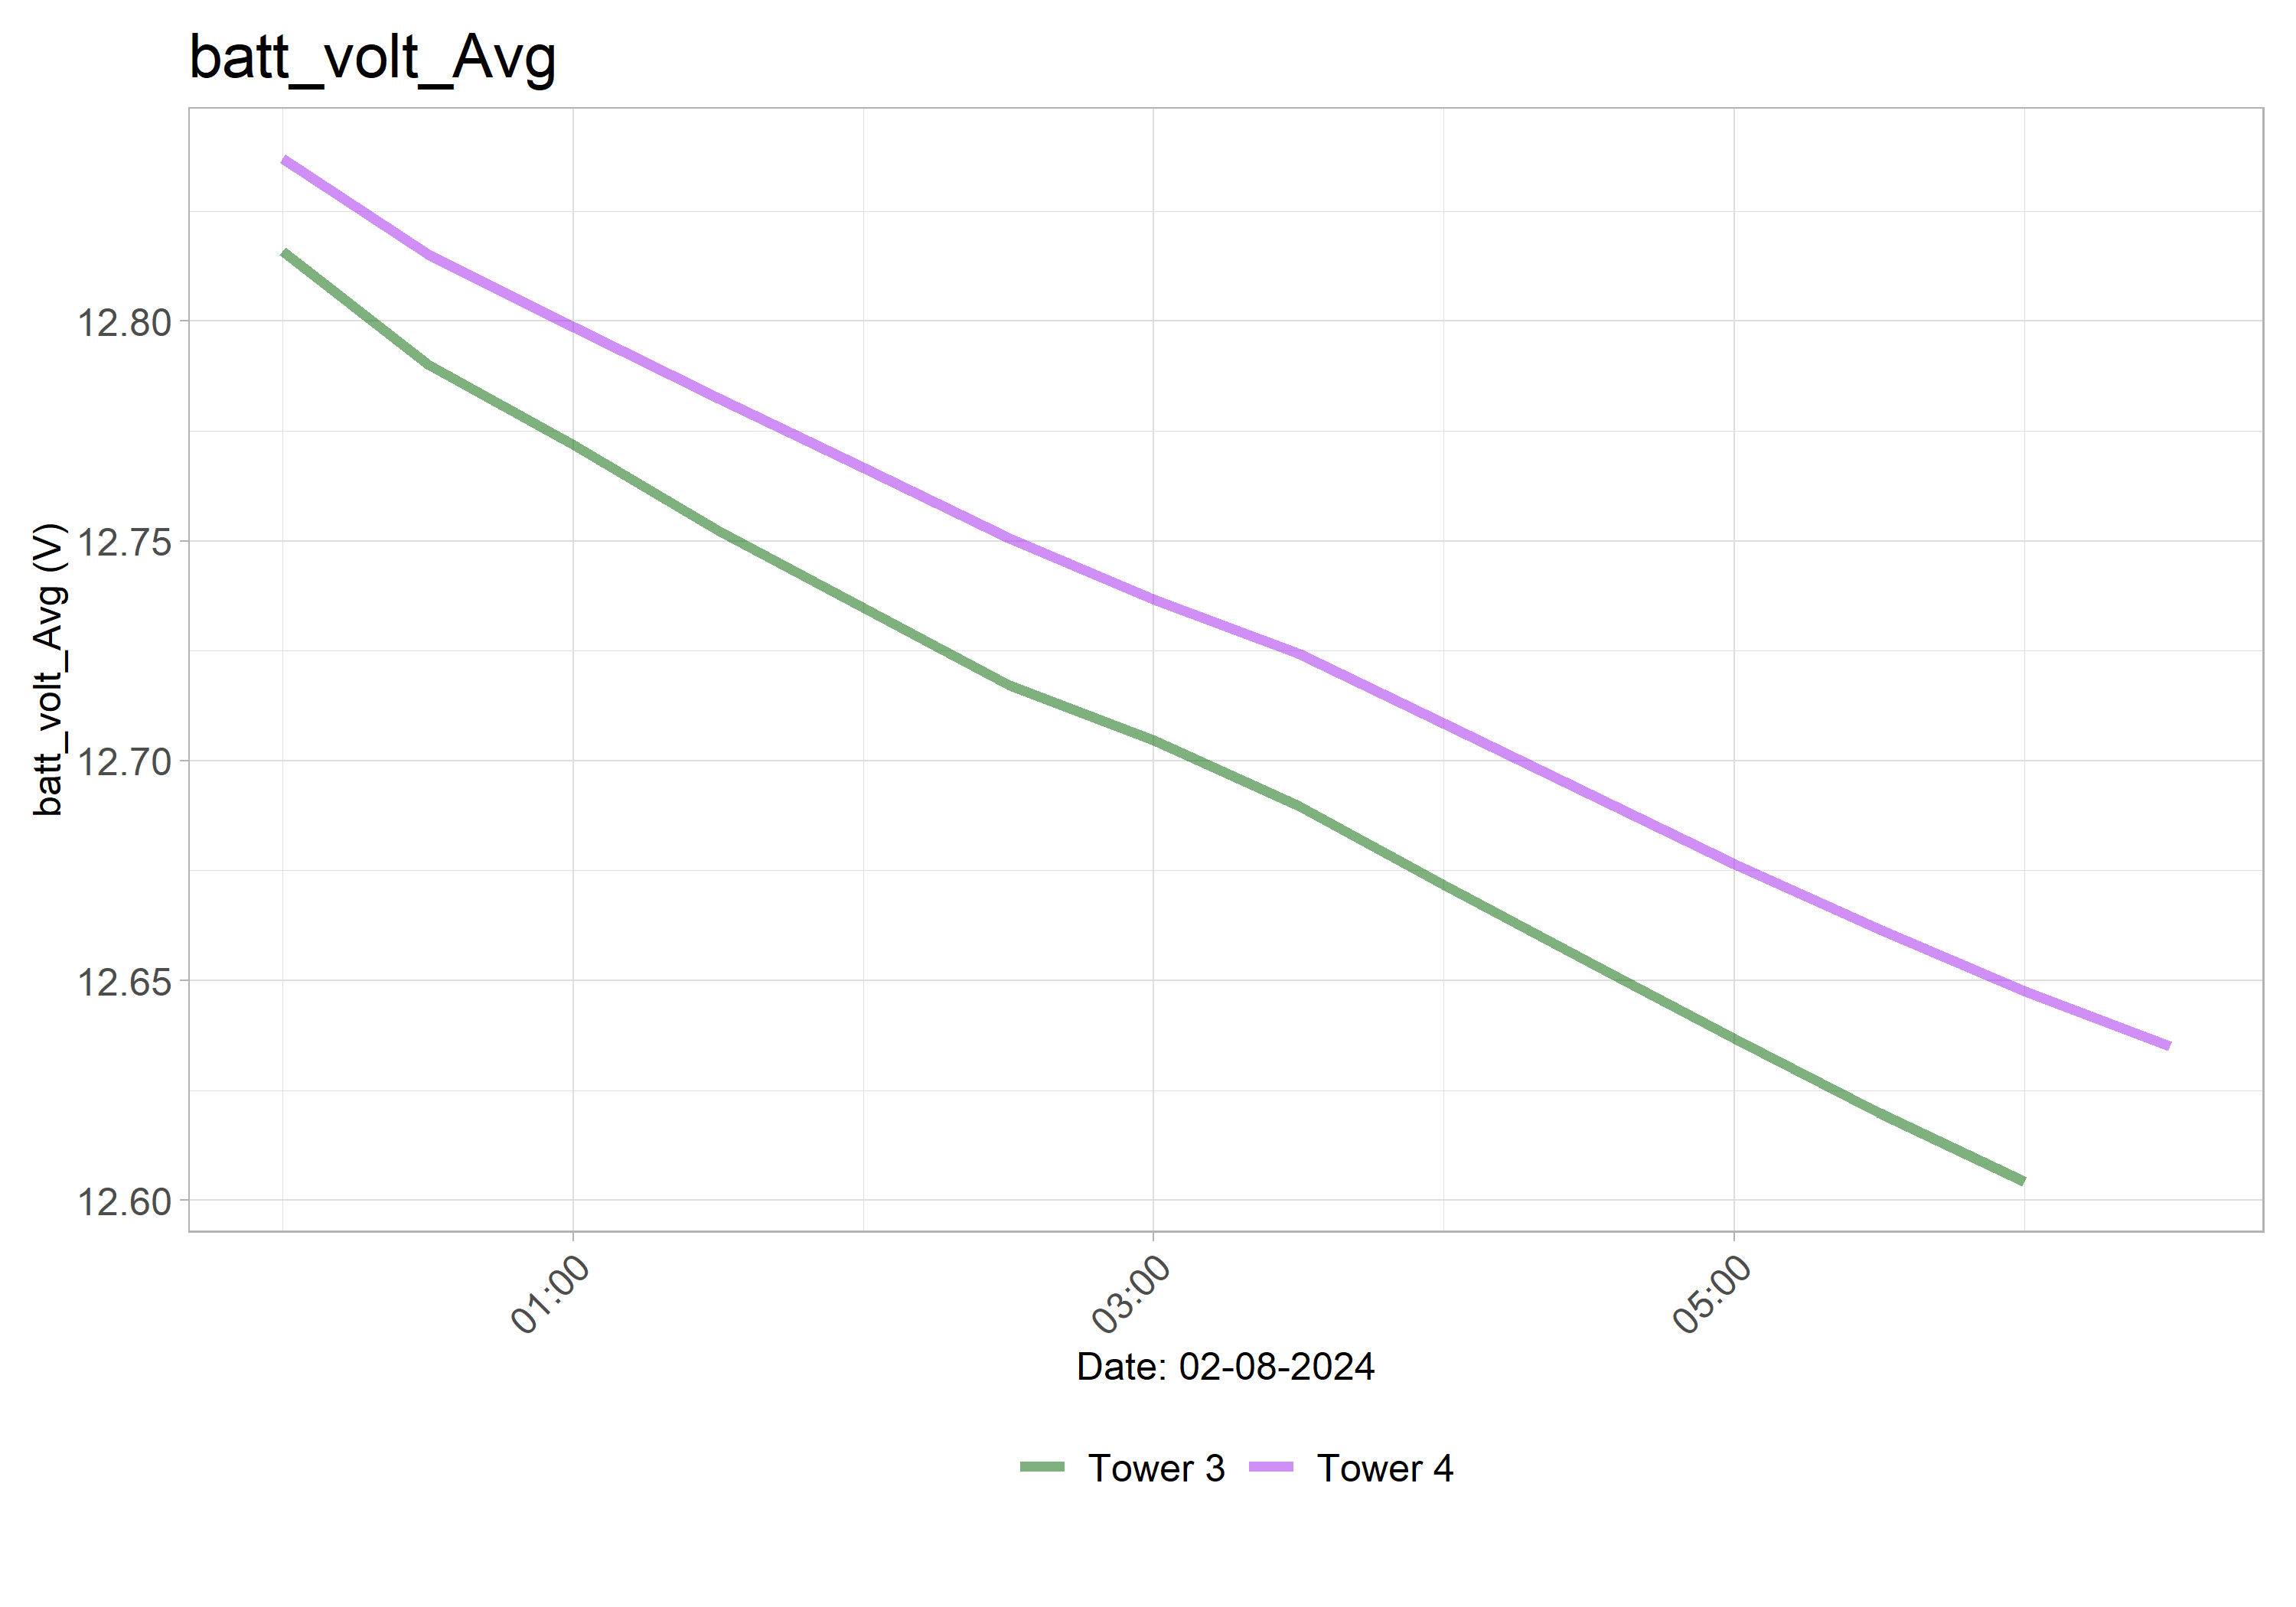 batt_volt_Avg
batt_volt_Avg (V)
12.80
12.75
12.70
12.65
12.60
01:00
03:00
05:00
Date: 02-08-2024
Tower 3
Tower 4